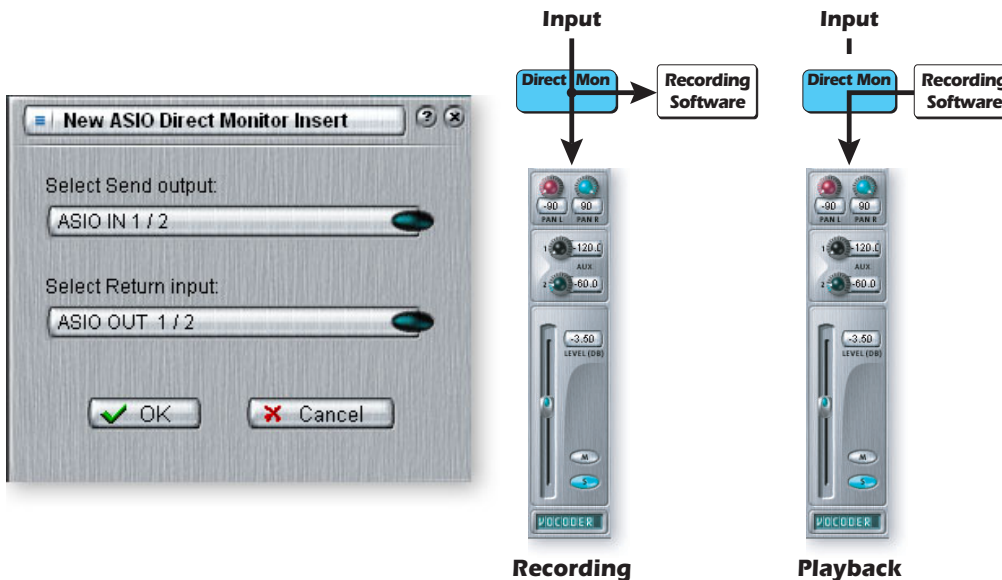 New ASIO Direct Monitor Insert
?
Select Send output:
ASIO IN 1 / 2
Select Return input:
ASIO OUT 1 / 2
OK
Cancel
Input
Direct Mon
Recording
Software
-90 90
PAN L PAN R
1 -120.0
AUX
2 -60.0
-3.50
LEVEL (DB)
M
S
VOCODER
Recording
Input
Direct Mon
Recording
Software
-90 90
PAN L PAN R
1 -120.0
AUX
2 -60.0
-3.50
LEVEL (DB)
M
S
VOCODER
Playback